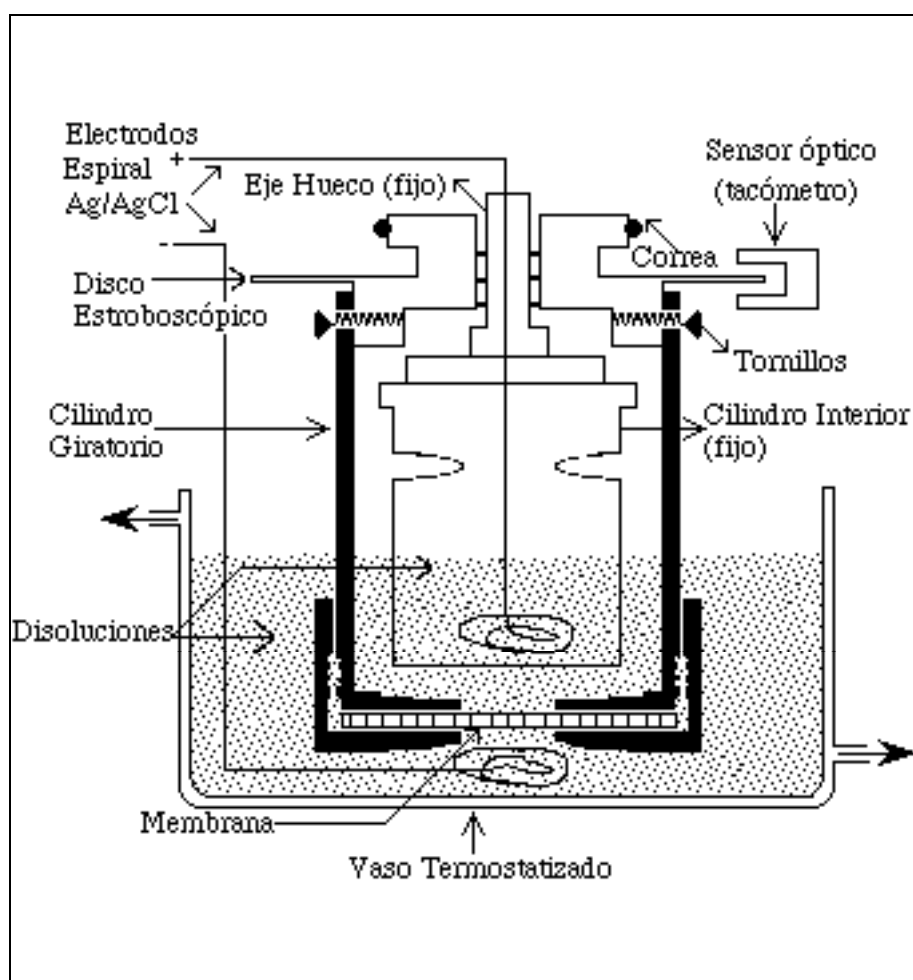 Electrodos
Espiral +
Ag/AgCl
-
Eje Hueco (fijo)
Sensor óptico
(tacómetro)
Correa
Disco
Estroboscópico
Tornillos
Cilindro
Giratorio
Cilindro Interior
(fijo)
Disoluciones
Membrana
Vaso Termostatizado